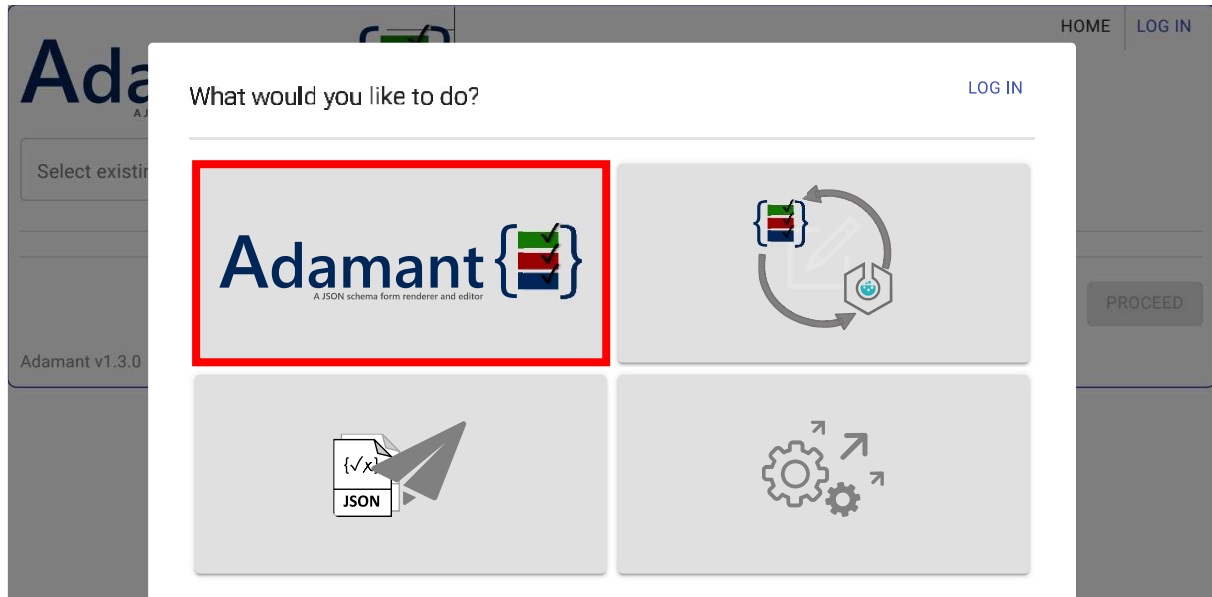 HOME LOG IN
Ada
A J
What would you like to do?
LOG IN
Select existin
Adamant
A JSON schema form renderer and editor
PROCEED
Adamant v1.3.0
{√x}
JSON